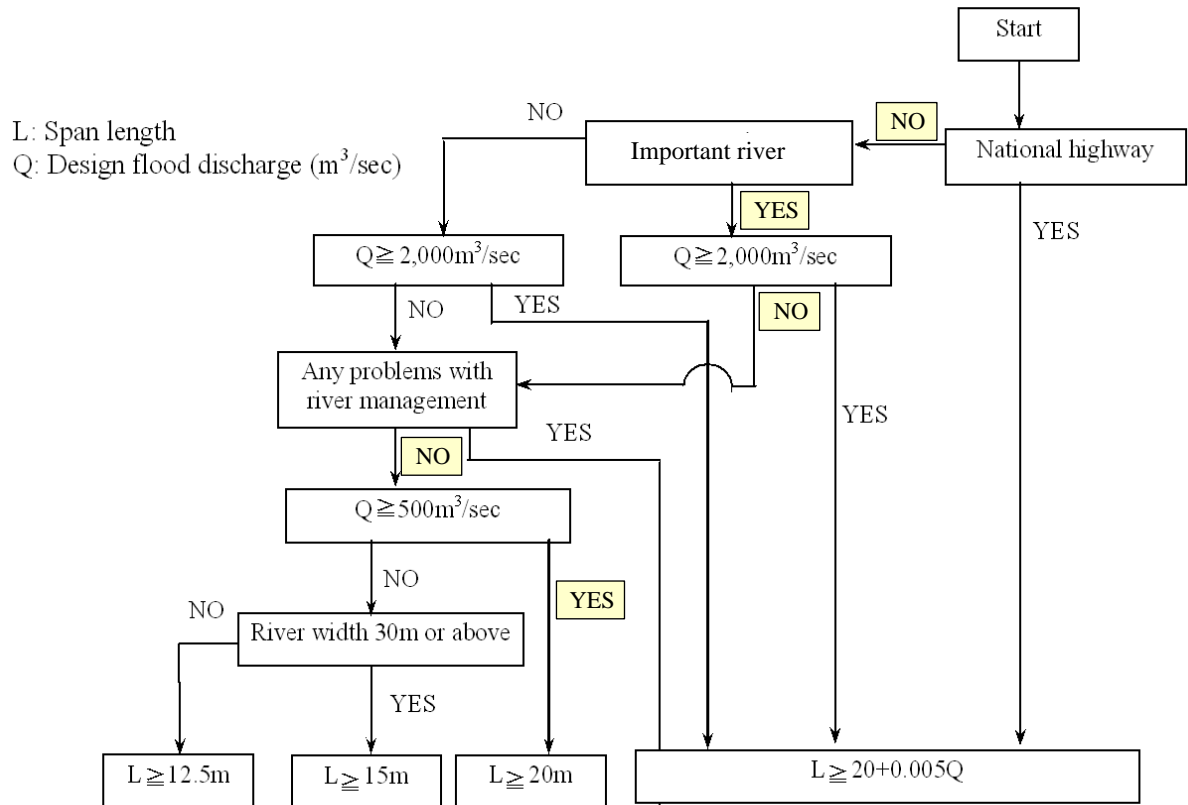 Start
L: Span length
Q: Design flood discharge (m³/sec)
NO
NO
Important river
National highway
YES
YES
Q≧2,000m³/sec
Q≧2,000m³/sec
NO
YES
NO
Any problems with
river management
YES
YES
NO
Q≧500m³/sec
NO
YES
NO
River width 30m or above
YES
L≧12.5m
L≧15m
L≧20m
L≧20+0.005Q